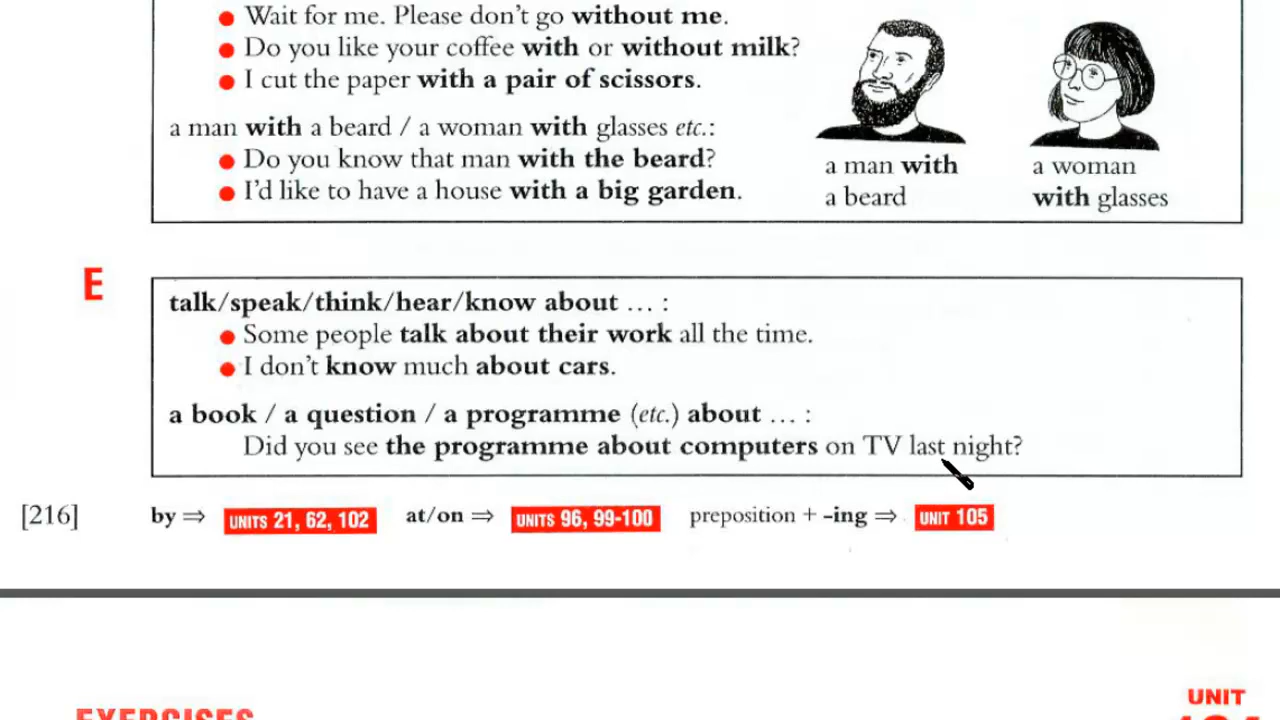 Wait for me. Please don't go without me.
Do you like your coffee with or without milk?
I cut the paper with a pair of scissors.
a man with a beard / a woman with glasses etc.:
Do you know that man with the beard?
I'd like to have a house with a big garden.
a man with
a beard
a woman
with glasses
E
talk/speak/think/hear/know about ... :
Some people talk about their work all the time.
I don't know much about cars.
a book / a question / a programme (etc.) about ... :
Did you see the programme about computers on TV last night?
[216] by ⇒ UNITS 21, 62, 102 at/on ⇒ UNITS 96, 99-100 preposition + -ing ⇒ UNIT 105
UNIT
EXERCISES